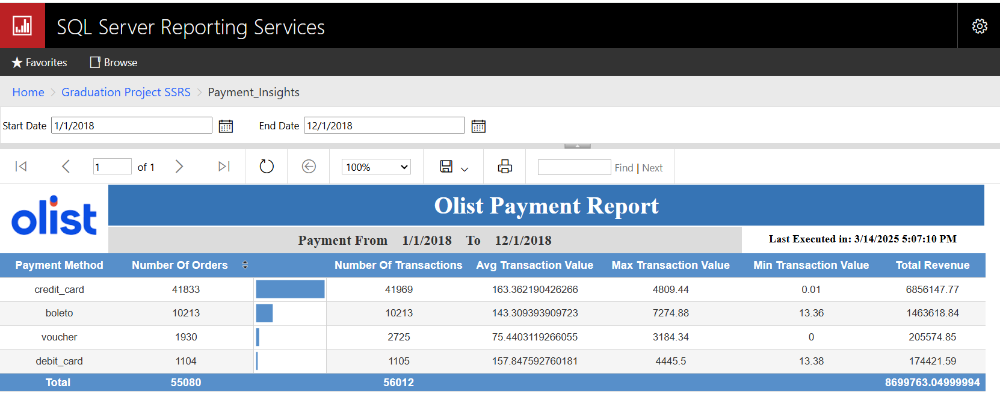 SQL Server Reporting Services
Favorites Browse
Home > Graduation Project SSRS > Payment_Insights
Start Date 1/1/2018 End Date 12/1/2018
1 of 1 100% Find | Next
olist
Olist Payment Report
Payment From 1/1/2018 To 12/1/2018
Last Executed in: 3/14/2025 5:07:10 PM
Payment Method Number Of Orders Number Of Transactions Avg Transaction Value Max Transaction Value Min Transaction Value Total Revenue
credit_card 41833 41969 163.362190426266 4809.44 0.01 6856147.77
boleto 10213 10213 143.309393909723 7274.88 13.36 1463618.84
voucher 1930 2725 75.4403119266055 3184.34 0 205574.85
debit_card 1104 1105 157.847592760181 4445.5 13.38 174421.59
Total 55080 56012 8699763.04999994